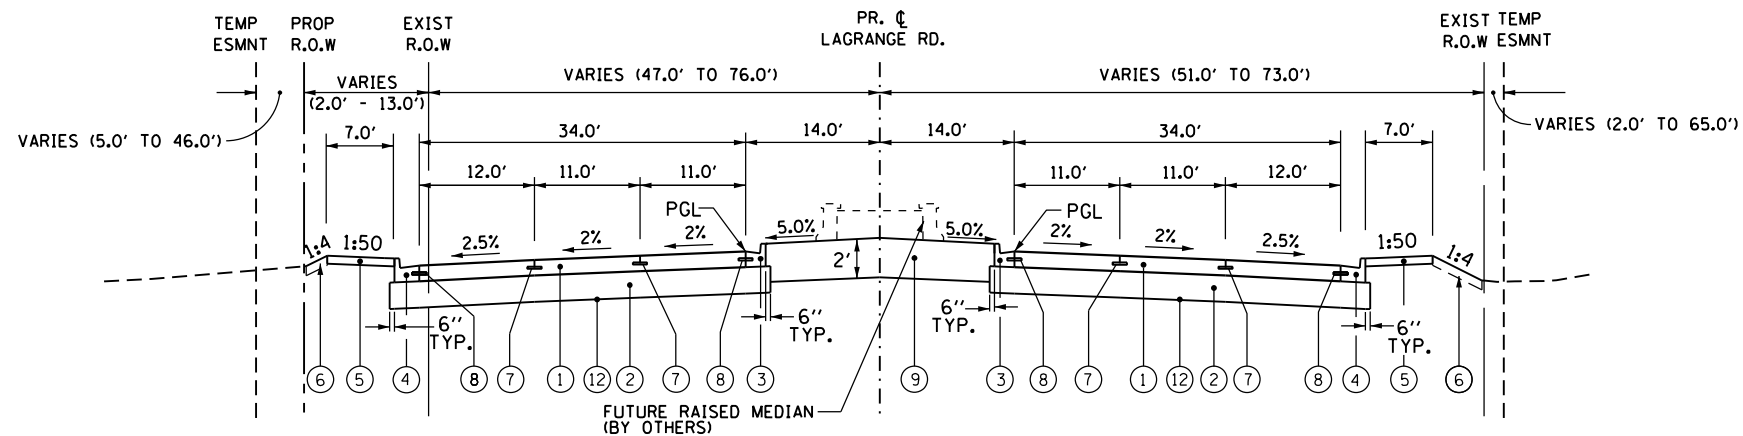 TEMP ESMNT
PROP R.O.W
EXIST R.O.W
PR. ℄
LAGRANGE RD.
EXIST R.O.W
TEMP ESMNT
VARIES (2.0' - 13.0')
VARIES (47.0' TO 76.0')
VARIES (51.0' TO 73.0')
VARIES (5.0' TO 46.0')
VARIES (2.0' TO 65.0')
7.0'
34.0'
14.0'
14.0'
34.0'
7.0'
12.0'
11.0'
11.0'
11.0'
11.0'
12.0'
PGL
PGL
1:4
1:50
2.5%
2%
2%
5.0%
5.0%
2%
2%
2.5%
1:50
1:4
2'
6'' TYP.
6'' TYP.
6'' TYP.
6'' TYP.
6
5
4
8
7
1
12
2
7
8
3
9
3
8
7
1
12
2
7
8
4
5
6
FUTURE RAISED MEDIAN
(BY OTHERS)